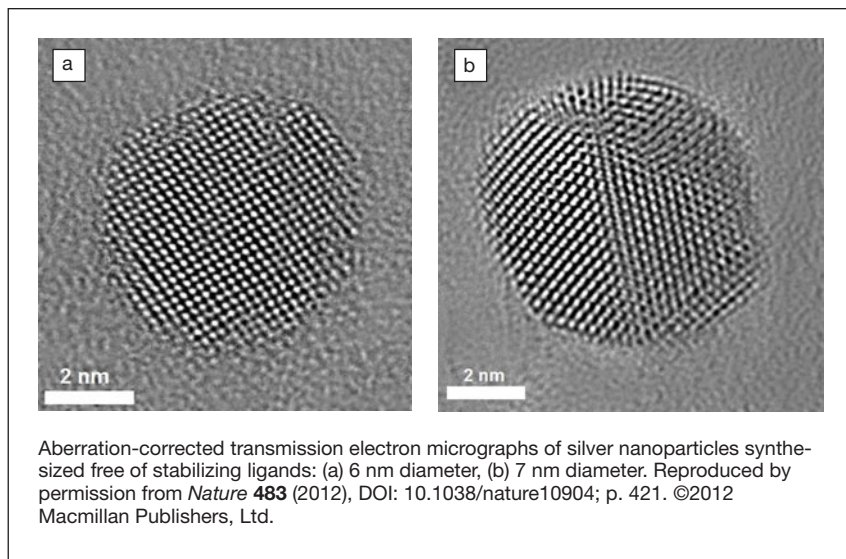 a
b
2 nm
2 nm
Aberration-corrected transmission electron micrographs of silver nanoparticles synthe-
sized free of stabilizing ligands: (a) 6 nm diameter, (b) 7 nm diameter. Reproduced by
permission from Nature 483 (2012), DOI: 10.1038/nature10904; p. 421. ©2012
Macmillan Publishers, Ltd.